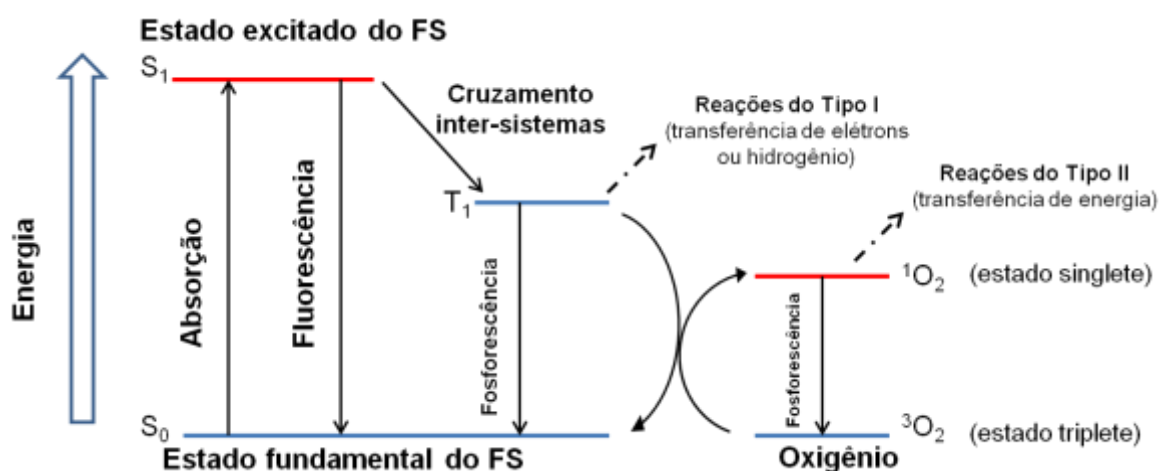 Estado excitado do FS
S1
Cruzamento
inter-sistemas
Reações do Tipo I
(transferência de elétrons
ou hidrogênio)
Reações do Tipo II
(transferência de energia)
Energia
Absorção
Fluorescência
T1
Fosforescência
¹O₂ (estado singlete)
Fosforescência
S0
Estado fundamental do FS
³O₂ (estado triplete)
Oxigênio